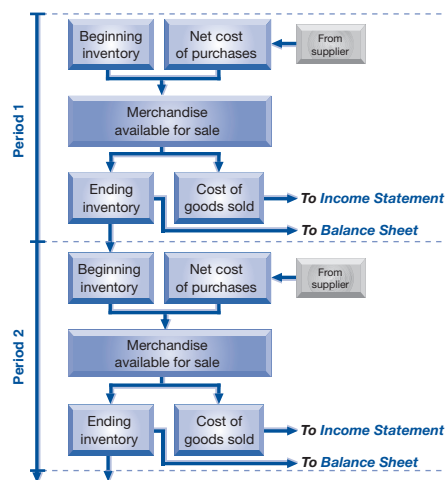 Period 1
Beginning
inventory
Net cost
of purchases
From
supplier
Merchandise
available for sale
Ending
inventory
Cost of
goods sold
To Income Statement
To Balance Sheet
Period 2
Beginning
inventory
Net cost
of purchases
From
supplier
Merchandise
available for sale
Ending
inventory
Cost of
goods sold
To Income Statement
To Balance Sheet